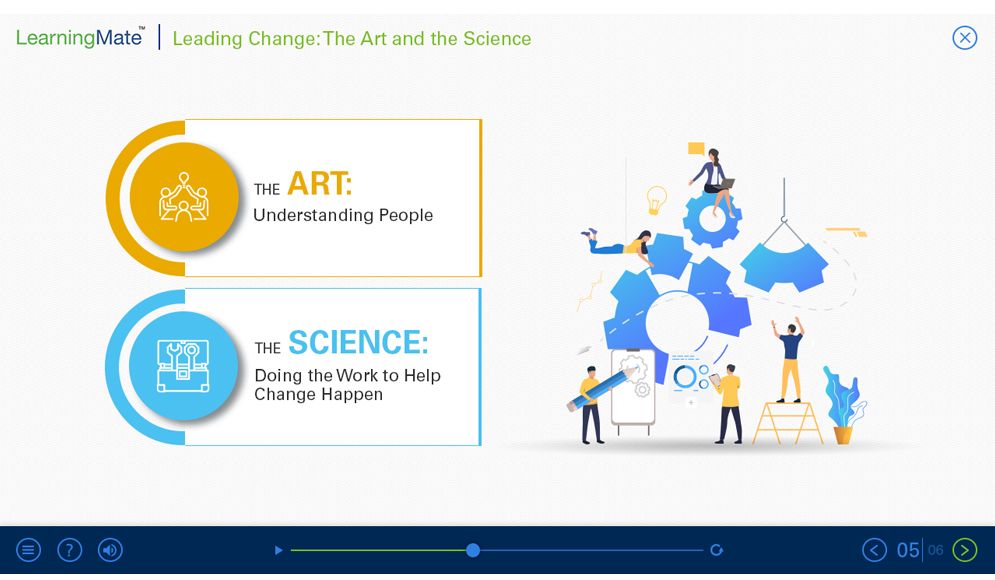 LearningMate™
Leading Change: The Art and the Science
THE ART:
Understanding People
THE SCIENCE:
Doing the Work to Help
Change Happen
?
05 06